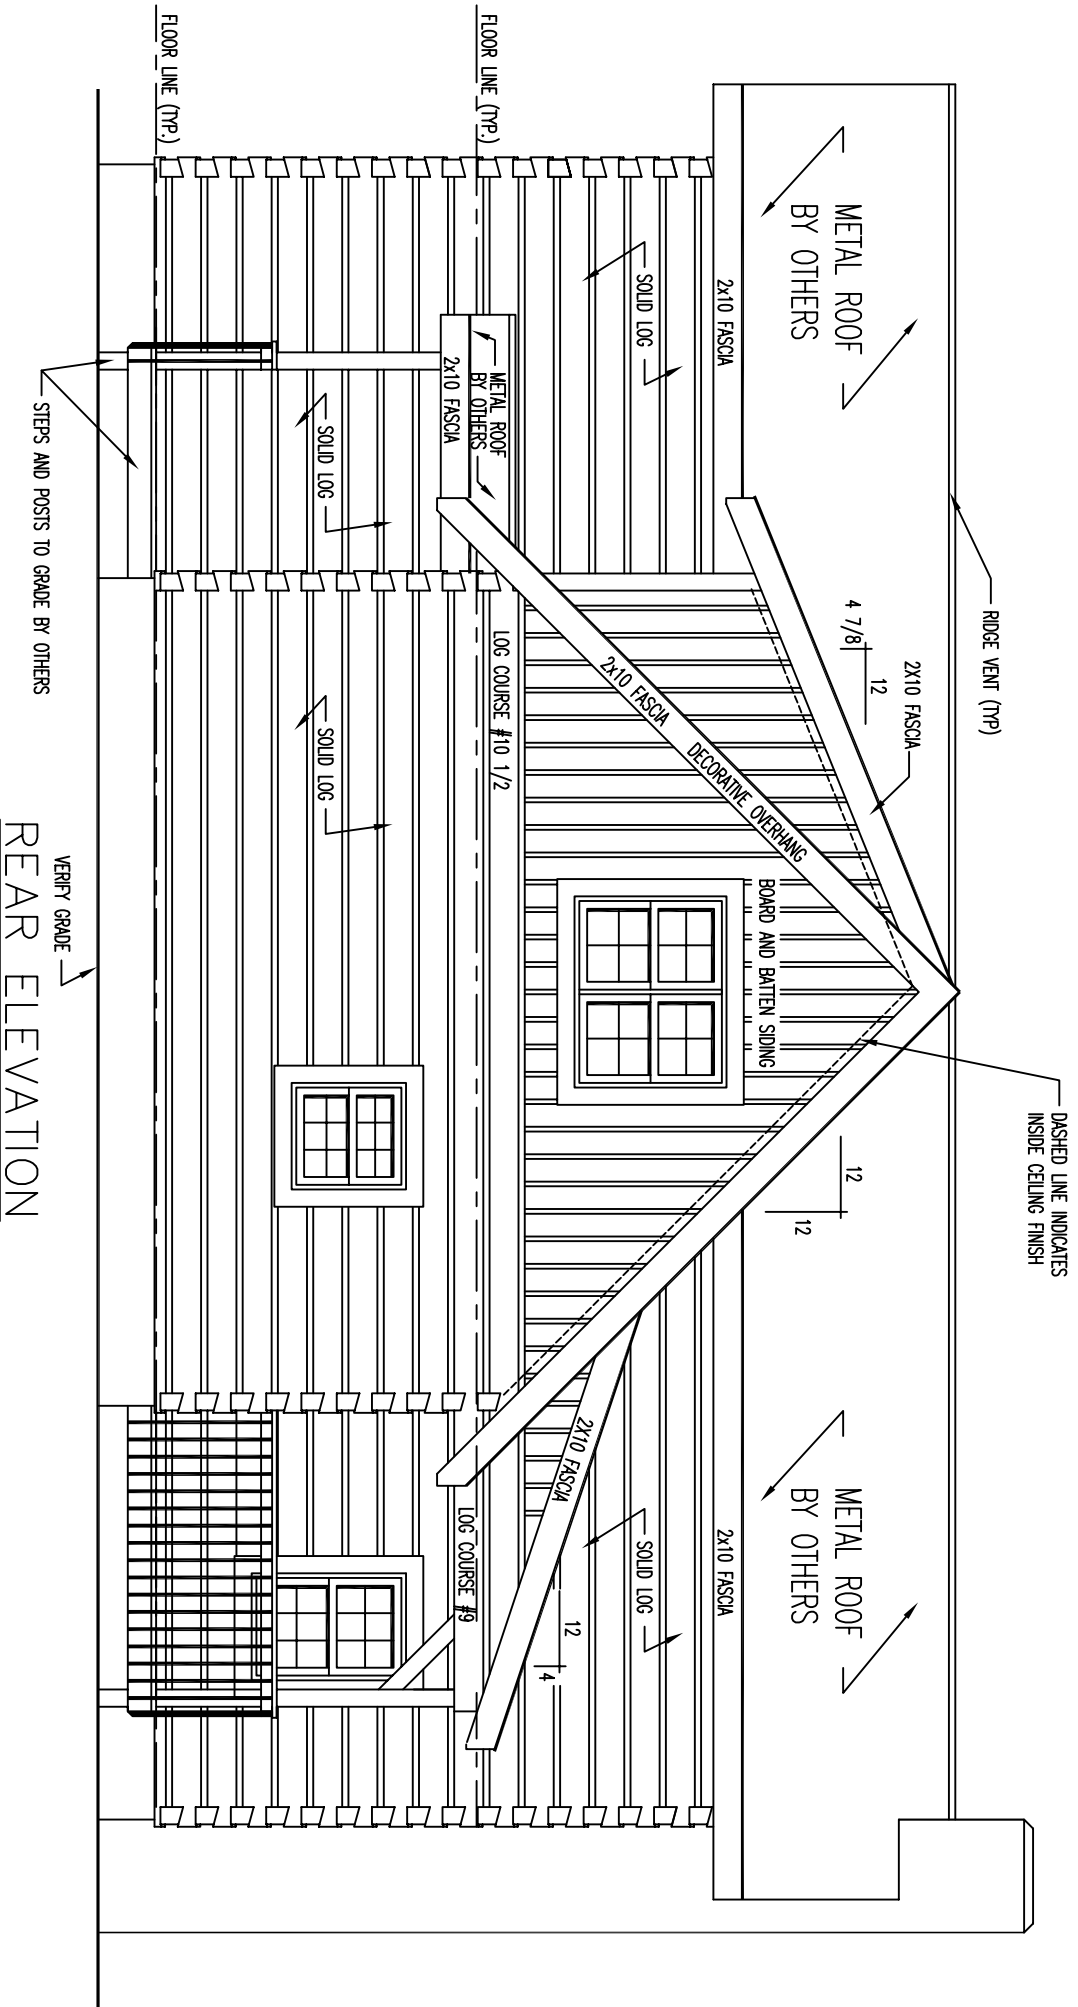 DASHED LINE INDICATES
INSIDE CEILING FINISH
RIDGE VENT (TYP)
2X10 FASCIA
12
4 7/8
12
12
METAL ROOF
BY OTHERS
METAL ROOF
BY OTHERS
2x10 FASCIA
2x10 FASCIA
BOARD AND BATTEN SIDING
DECORATIVE OVERHANG
2x10 FASCIA
SOLID LOG
SOLID LOG
12
4
2X10 FASCIA
FLOOR LINE (TYP.)
METAL ROOF
BY OTHERS
2x10 FASCIA
LOG COURSE #10 1/2
LOG COURSE #9
SOLID LOG
SOLID LOG
FLOOR LINE (TYP.)
STEPS AND POSTS TO GRADE BY OTHERS
VERIFY GRADE
REAR ELEVATION